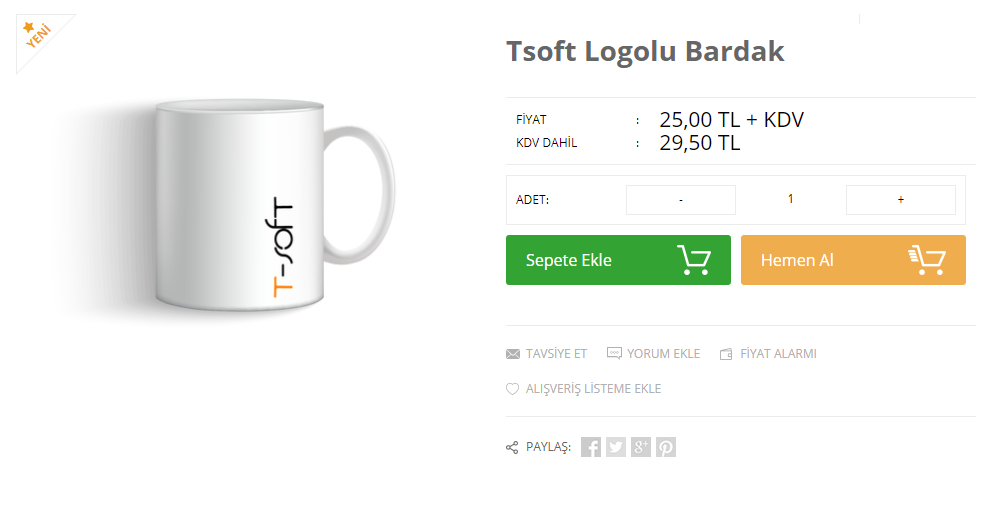 YENİ
T-SOFT
Tsoft Logolu Bardak
FİYAT : 25,00 TL + KDV
KDV DAHİL : 29,50 TL
ADET: - 1 +
Sepete Ekle Hemen Al
TAVSİYE ET YORUM EKLE FİYAT ALARMI
ALIŞVERİŞ LİSTEME EKLE
PAYLAŞ: